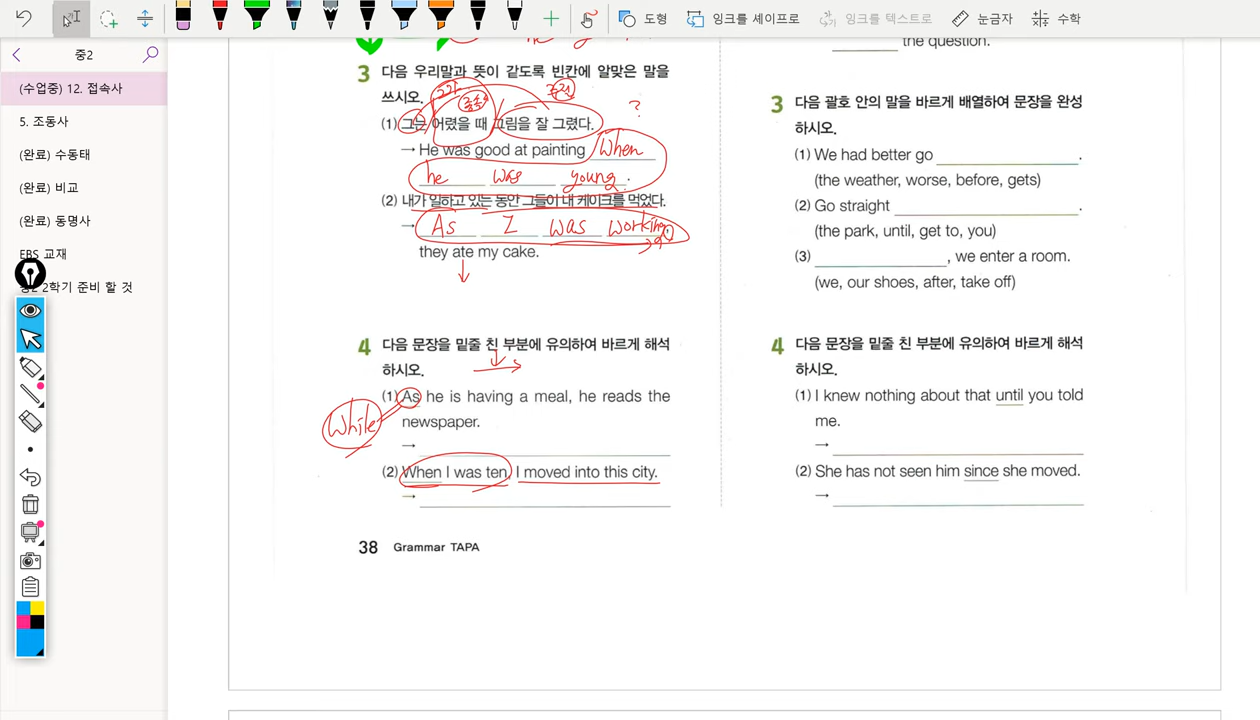 도형
잉크를 셰이프로
잉크를 텍스트로
눈금자
수학
중2
(수업중) 12. 접속사
5. 조동사
(완료) 수동태
(완료) 비교
(완료) 동명사
EBS 교재
2학기 준비 할 것
3 다음 우리말과 뜻이 같도록 빈칸에 알맞은 말을
쓰시오.
?
(1) 그는 어렸을 때 그림을 잘 그렸다.
→ He was good at painting When
he was young.
(2) 내가 일하고 있는 동안 그들이 내 케이크를 먹었다.
→ As I was working,
they ate my cake.
4 다음 문장을 밑줄 친 부분에 유의하여 바르게 해석
하시오.
(1) As he is having a meal, he reads the
While
newspaper.
→
(2) When I was ten, I moved into this city.
→
38 Grammar TAPA
the question.
3 다음 괄호 안의 말을 바르게 배열하여 문장을 완성
하시오.
(1) We had better go .
(the weather, worse, before, gets)
(2) Go straight .
(the park, until, get to, you)
(3) , we enter a room.
(we, our shoes, after, take off)
4 다음 문장을 밑줄 친 부분에 유의하여 바르게 해석
하시오.
(1) I knew nothing about that until you told
me.
→
(2) She has not seen him since she moved.
→